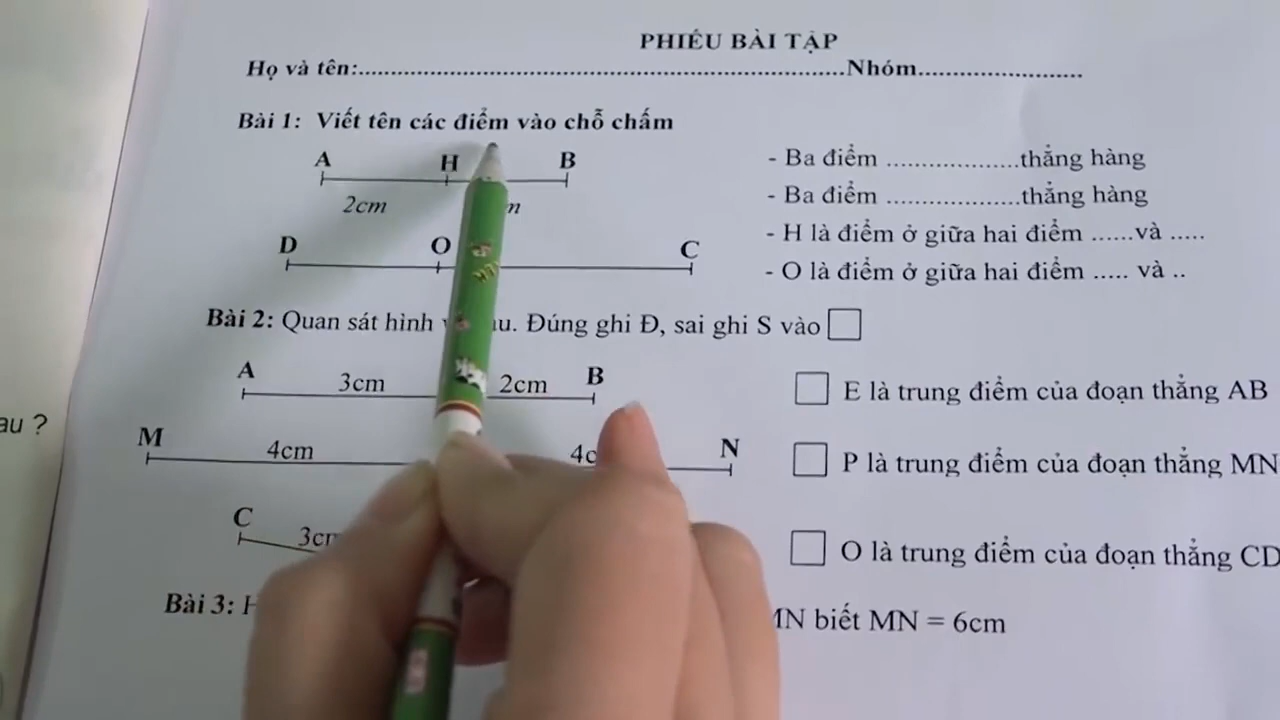 PHIẾU BÀI TẬP
Họ và tên:..............................................................Nhóm........................
Bài 1: Viết tên các điểm vào chỗ chấm
A H B
2cm
D O C
- Ba điểm ...................thẳng hàng
- Ba điểm ...................thẳng hàng
- H là điểm ở giữa hai điểm ......và .....
- O là điểm ở giữa hai điểm ..... và ..
Bài 2: Quan sát hình Đúng ghi Đ, sai ghi S vào
A 3cm 2cm B
E là trung điểm của đoạn thẳng AB
M 4cm N
P là trung điểm của đoạn thẳng MN
C
O là trung điểm của đoạn thẳng CD
Bài 3: biết MN = 6cm
au ?